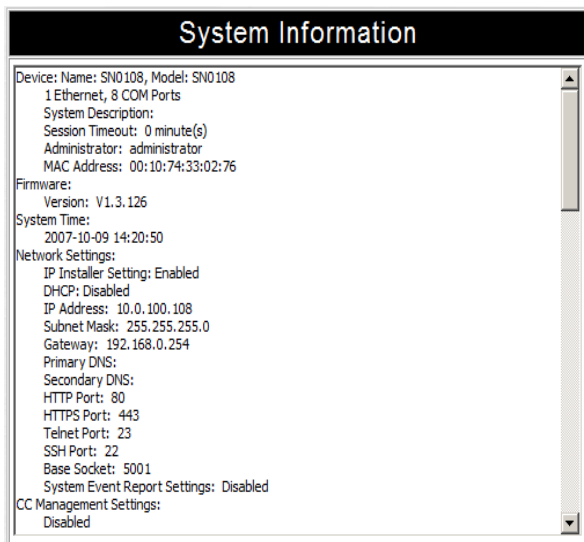 System Information
Device: Name: SN0108, Model: SN0108
1 Ethernet, 8 COM Ports
System Description:
Session Timeout: 0 minute(s)
Administrator: administrator
MAC Address: 00:10:74:33:02:76
Firmware:
Version: V1.3.126
System Time:
2007-10-09 14:20:50
Network Settings:
IP Installer Setting: Enabled
DHCP: Disabled
IP Address: 10.0.100.108
Subnet Mask: 255.255.255.0
Gateway: 192.168.0.254
Primary DNS:
Secondary DNS:
HTTP Port: 80
HTTPS Port: 443
Telnet Port: 23
SSH Port: 22
Base Socket: 5001
System Event Report Settings: Disabled
CC Management Settings:
Disabled